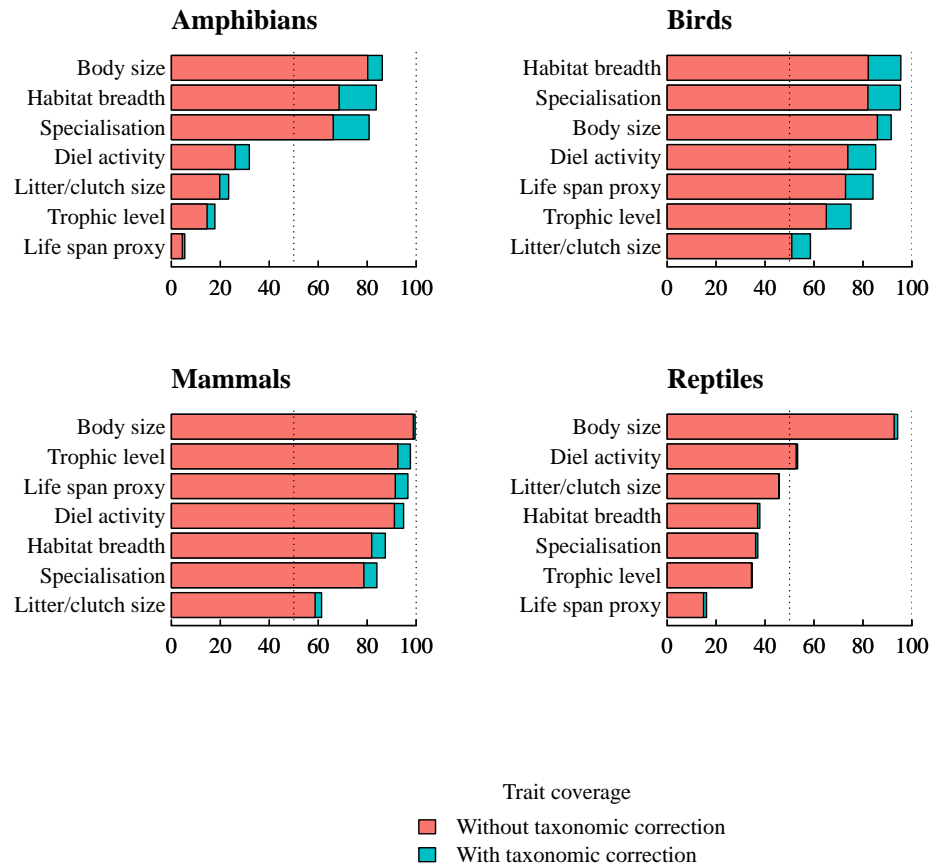 Amphibians
Body size
Habitat breadth
Specialisation
Diel activity
Litter/clutch size
Trophic level
Life span proxy
0 20 40 60 80 100
Birds
Habitat breadth
Specialisation
Body size
Diel activity
Life span proxy
Trophic level
Litter/clutch size
0 20 40 60 80 100
Mammals
Body size
Trophic level
Life span proxy
Diel activity
Habitat breadth
Specialisation
Litter/clutch size
0 20 40 60 80 100
Reptiles
Body size
Diel activity
Litter/clutch size
Habitat breadth
Specialisation
Trophic level
Life span proxy
0 20 40 60 80 100
Trait coverage
Without taxonomic correction
With taxonomic correction